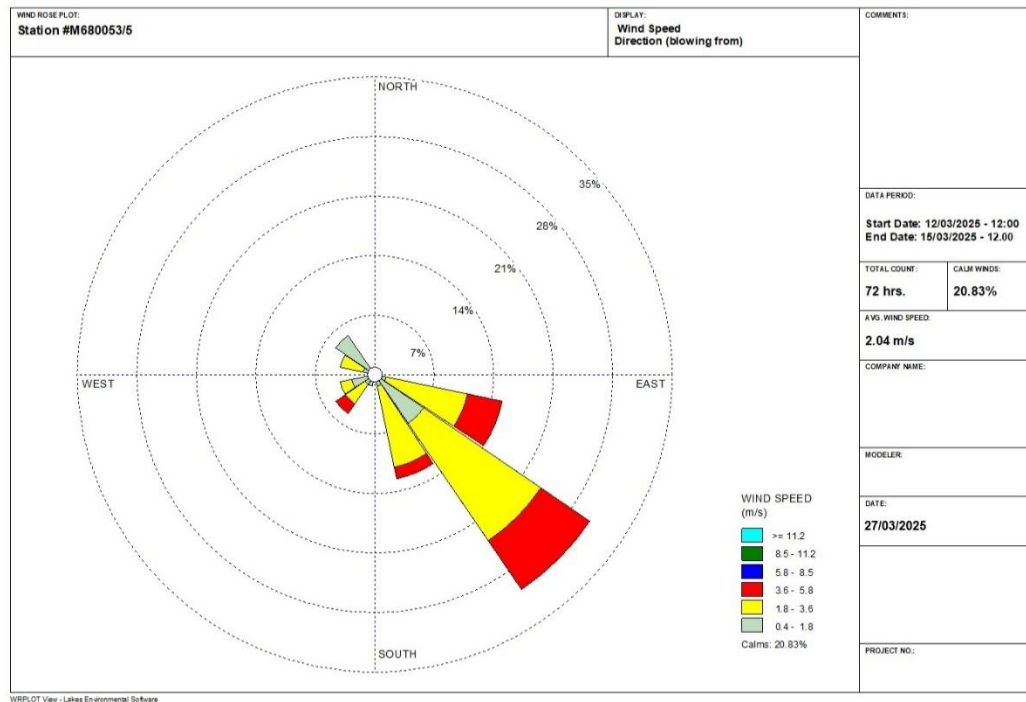 WIND ROSE PLOT:
Station #M680053/5
DISPLAY:
Wind Speed
Direction (blowing from)
COMMENTS:
NORTH
35%
28%
21%
14%
7%
WEST
EAST
SOUTH
WIND SPEED
(m/s)
>= 11.2
8.5 - 11.2
5.8 - 8.5
3.6 - 5.8
1.8 - 3.6
0.4 - 1.8
Calms: 20.83%
DATA PERIOD:
Start Date: 12/03/2025 - 12:00
End Date: 15/03/2025 - 12.00
TOTAL COUNT:
72 hrs.
CALM WINDS:
20.83%
AVG. WIND SPEED:
2.04 m/s
COMPANY NAME:
MODELER:
DATE:
27/03/2025
PROJECT NO.:
WRPLOT View - Lakes Environmental Software